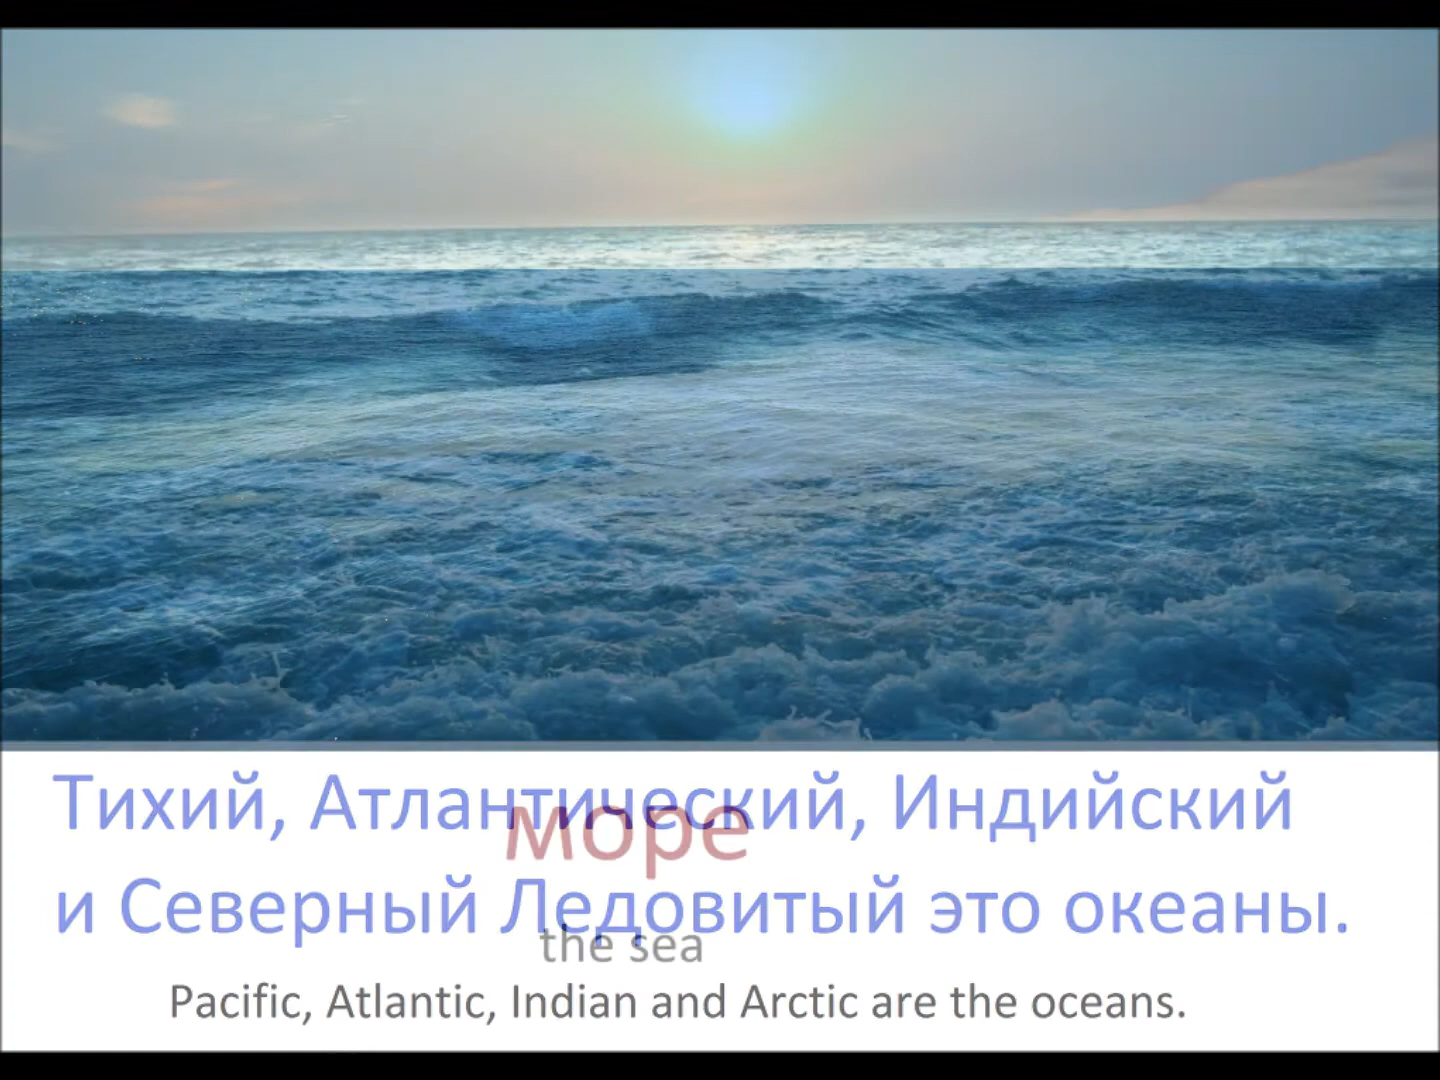 Тихий, Атлантический, Индийский
море
и Северный Ледовитый это океаны.
the sea
Pacific, Atlantic, Indian and Arctic are the oceans.